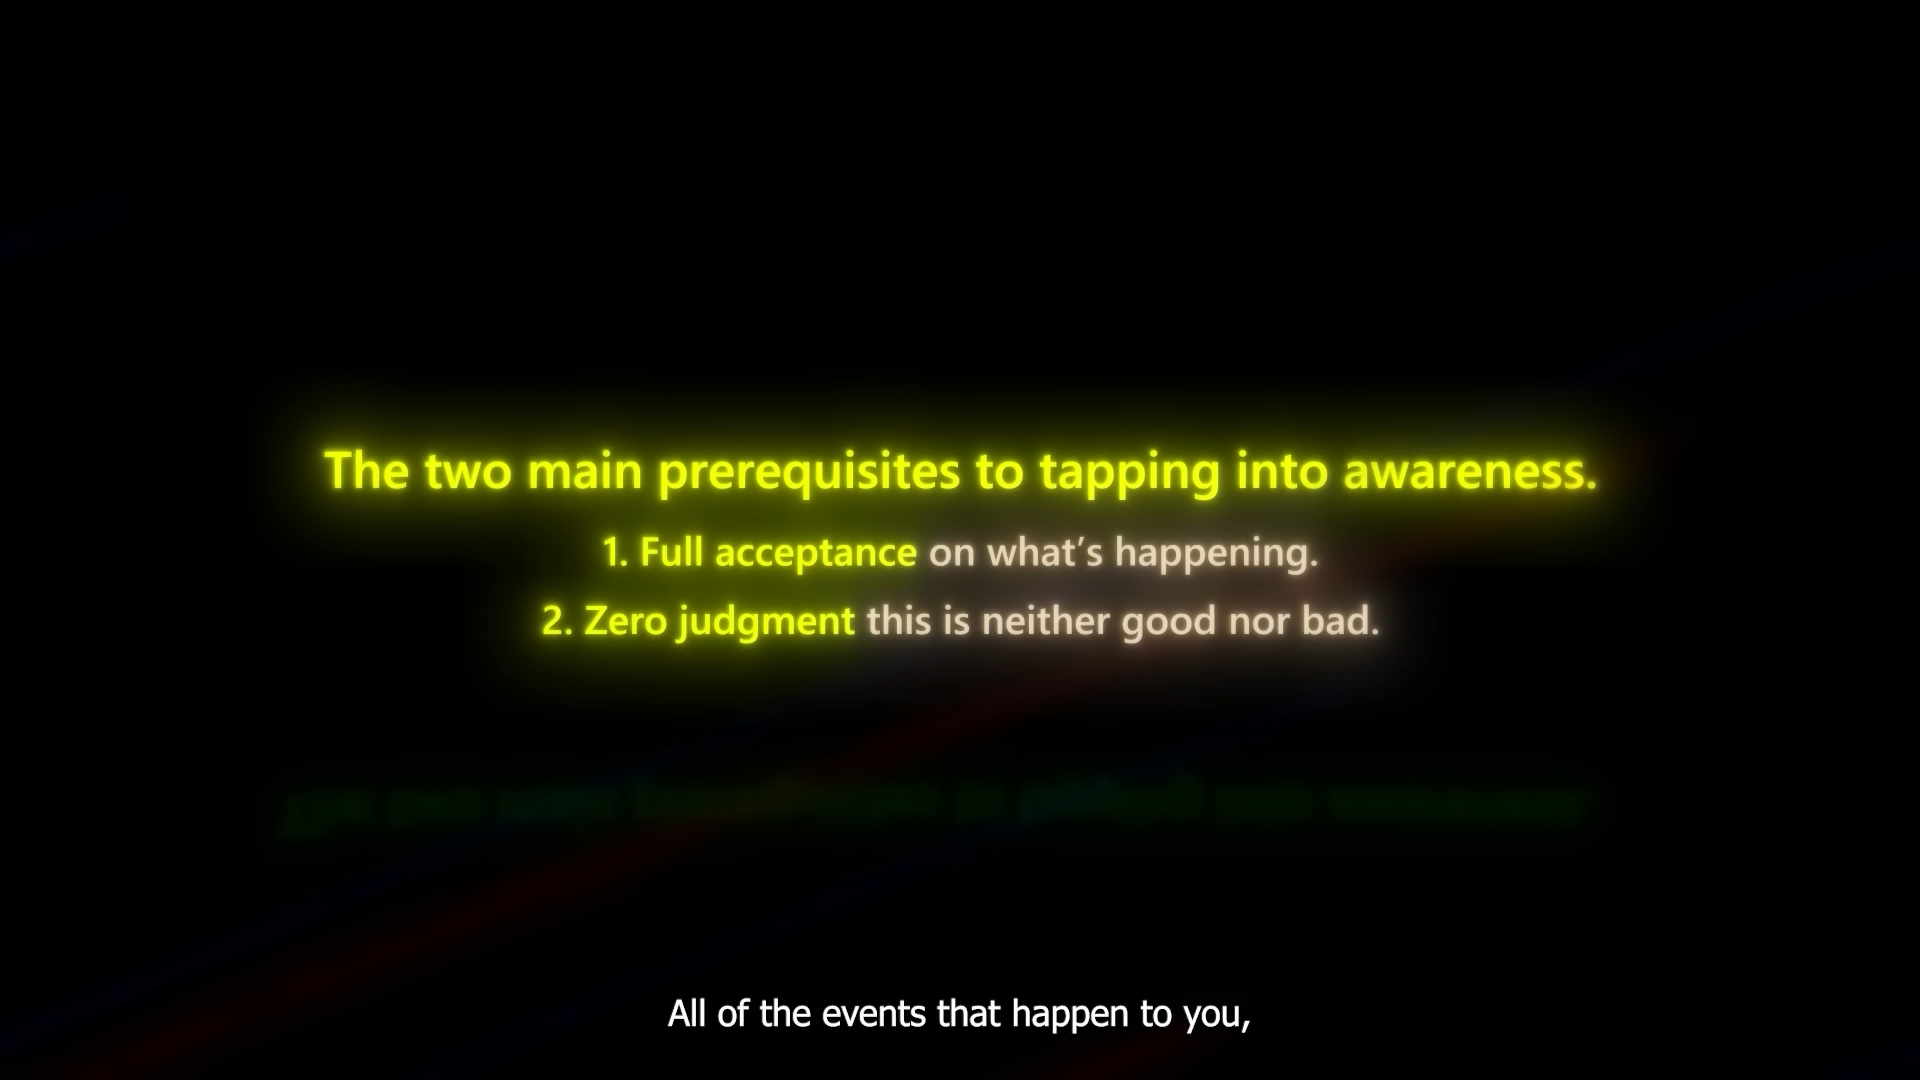 The two main prerequisites to tapping into awareness.
1. Full acceptance on what’s happening.
2. Zero judgment this is neither good nor bad.
All of the events that happen to you,